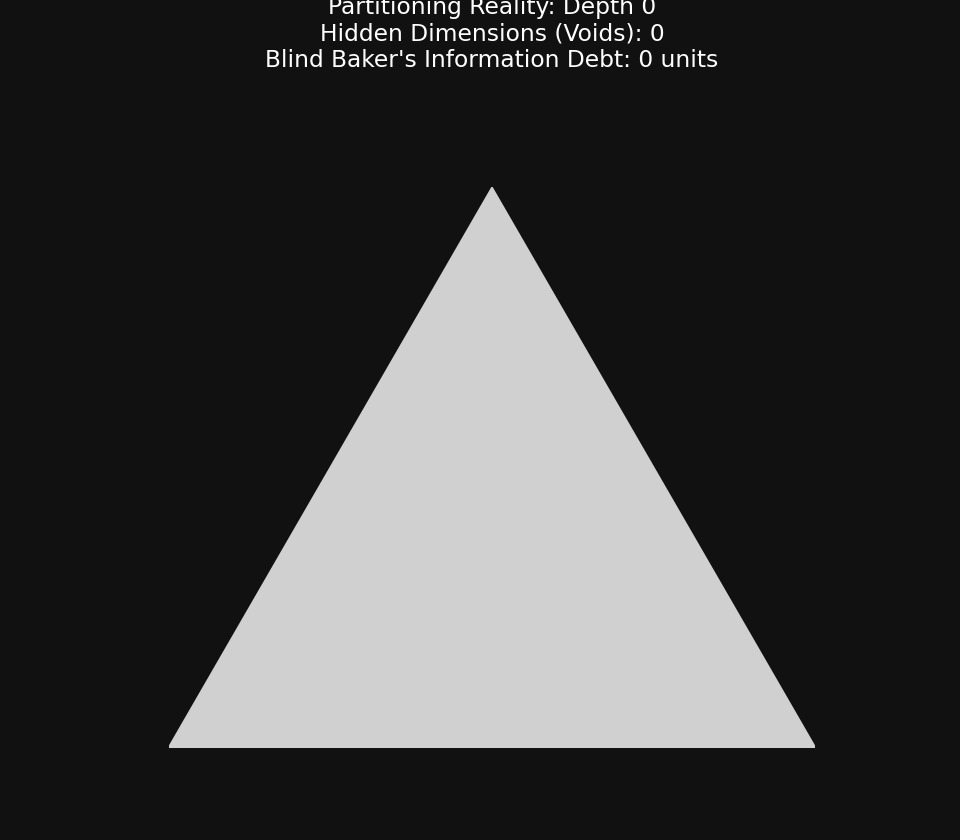 Partitioning Reality: Depth 0
Hidden Dimensions (Voids): 0
Blind Baker's Information Debt: 0 units